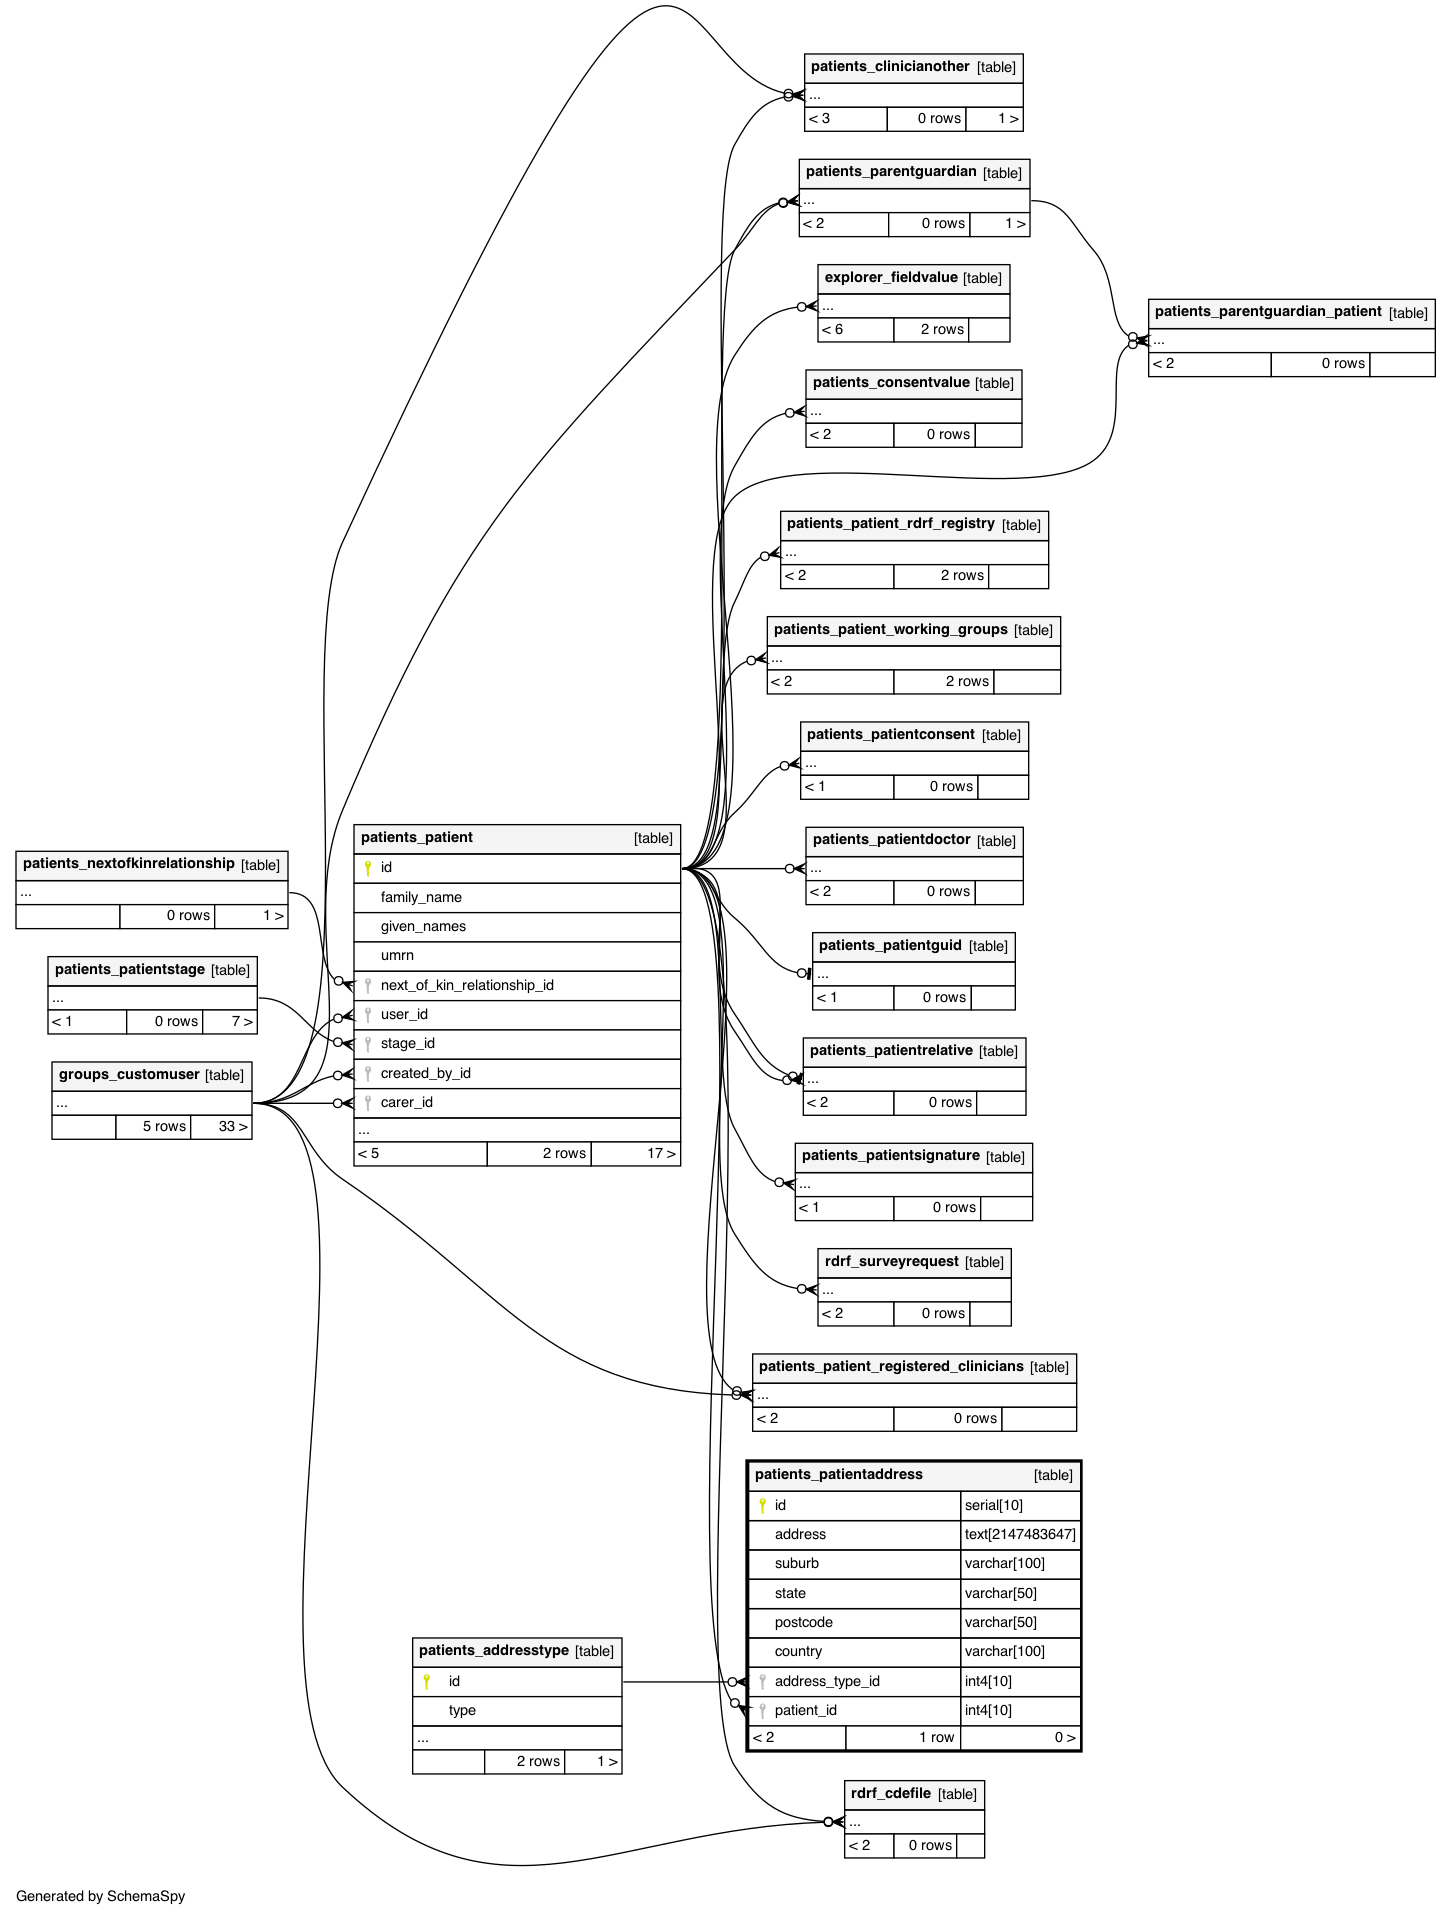 patients_clinicianother [table]
...
< 3 0 rows 1 >
patients_parentguardian [table]
...
< 2 0 rows 1 >
explorer_fieldvalue [table]
...
< 6 2 rows
patients_parentguardian_patient [table]
...
< 2 0 rows
patients_consentvalue [table]
...
< 2 0 rows
patients_patient_rdrf_registry [table]
...
< 2 2 rows
patients_patient_working_groups [table]
...
< 2 2 rows
patients_patientconsent [table]
...
< 1 0 rows
patients_patientdoctor [table]
...
< 2 0 rows
patients_patient [table]
id
family_name
given_names
umrn
next_of_kin_relationship_id
user_id
stage_id
created_by_id
carer_id
...
< 5 2 rows 17 >
patients_nextofkinrelationship [table]
...
0 rows 1 >
patients_patientstage [table]
...
< 1 0 rows 7 >
groups_customuser [table]
...
5 rows 33 >
patients_patientguid [table]
...
< 1 0 rows
patients_patientrelative [table]
...
< 2 0 rows
patients_patientsignature [table]
...
< 1 0 rows
rdrf_surveyrequest [table]
...
< 2 0 rows
patients_patient_registered_clinicians [table]
...
< 2 0 rows
patients_patientaddress [table]
id serial[10]
address text[2147483647]
suburb varchar[100]
state varchar[50]
postcode varchar[50]
country varchar[100]
address_type_id int4[10]
patient_id int4[10]
< 2 1 row 0 >
patients_addresstype [table]
id
type
...
2 rows 1 >
rdrf_cdefile [table]
...
< 2 0 rows
Generated by SchemaSpy